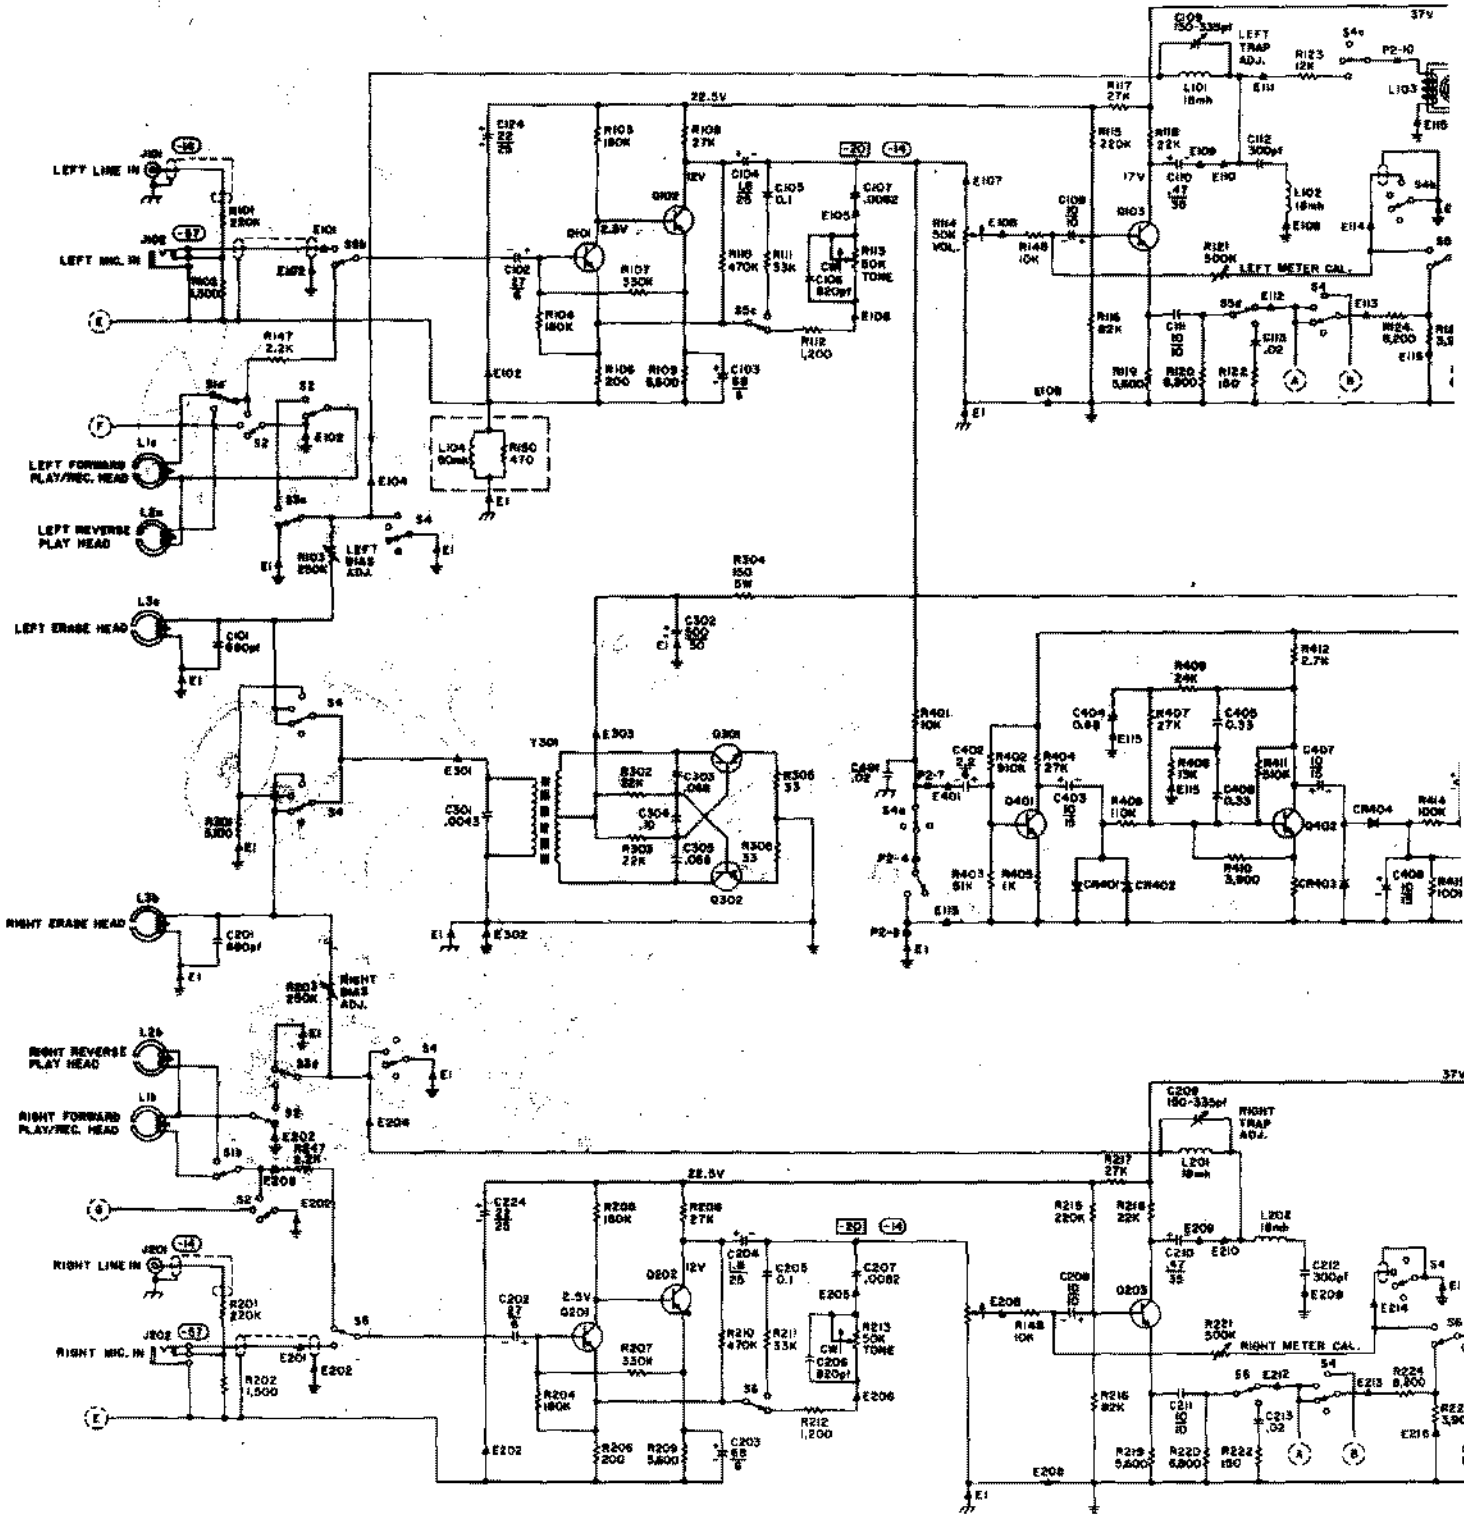 37V
C109
150-335pf
LEFT
TRAP
ADJ.
S4c
P2-10
R123
12K
L101
18mh
E111
L103
E115
22.5V
R117
27K
C124
22
25
R105
180K
R108
27K
R115
220K
R118
22K
C112
300pf
J101
LEFT LINE IN
R101
220K
-20
-14
12V
C104
1.8
25
C105
0.1
C107
.0082
E107
17V
C110
.47
35
E109
E110
L102
18mh
E108
S4b
E114
J102
-57
LEFT MIC. IN
E101
S5b
Q102
2.5V
Q101
C102
27
6
R107
330K
R110
470K
R111
33K
E105
R113
50K
TONE
CW
C106
820pf
R114
50K
VOL.
R148
10K
Q103
R121
500K
LEFT METER CAL.
R104
180K
S5c
E106
R112
1,200
R116
82K
C111
10
10
S5d
E112
S4
E113
R124
8,200
C113
.02
E
R147
2.2K
E102
R106
200
R109
5,600
C103
68
6
R119
5,600
R120
6,800
R122
150
A
B
E116
E1
F
S1a
S2
S2
E102
L1a
LEFT FORWARD
PLAY/REC. HEAD
L104
80mh
R150
470
E1
E104
L2a
LEFT REVERSE
PLAY HEAD
S3a
S4
E1
E1
R103
250K
LEFT
BIAS
ADJ.
R304
150
5W
L3a
LEFT ERASE HEAD
C101
680pf
E1
C302
500
50
E1
R412
2.7K
R409
24K
S4
E303
T301
Q301
R401
10K
C404
0.68
E115
R407
27K
C405
0.33
E301
C301
.0043
R302
22K
C303
.068
C304
.10
R303
22K
C305
.068
R305
33
R306
33
Q302
C401
.02
P2-7
E401
C402
2.2
R402
910K
R404
27K
C403
10
15
Q401
R406
110K
R408
13K
E115
C406
0.33
R411
510K
C407
10
15
Q402
CR404
R414
100K
S4a
P2-4
R403
51K
R405
1K
CR401
CR402
R410
3,900
CR403
C408
R301
5,100
E1
S4
L3b
RIGHT ERASE HEAD
C201
680pf
E1
E1
E302
E115
P2-8
E1
R203
250K
RIGHT
BIAS
ADJ.
L2b
RIGHT REVERSE
PLAY HEAD
E1
S4
E1
37V
L1b
RIGHT FORWARD
PLAY/REC. HEAD
S2
E202
R247
2.2K
E204
C209
150-335pf
RIGHT
TRAP
ADJ.
S1b
L201
18mh
22.5V
R217
27K
S2
E202
C224
R205
180K
R208
27K
R215
220K
R218
22K
L202
18mh
J201
-14
RIGHT LINE IN
-20
-14
12V
C204
1.8
25
C205
0.1
C207
.0082
E205
E209
C210
.47
35
E210
C212
300pf
E209
S4
E1
E214
R201
220K
2.5V
Q201
Q202
C202
27
6
J202
-57
RIGHT MIC. IN
E201
E202
R202
1,500
S6
R207
330K
R210
470K
R211
33K
R213
50K
TONE
CW
C206
820pf
E208
R148
10K
C208
10
10
Q203
R221
500K
RIGHT METER CAL.
S6
R204
180K
S6
E206
R212
1,200
R216
82K
C211
10
10
S6
E212
S4
E213
R224
8,200
C213
.02
E
E202
R206
200
R209
5,600
C203
68
6
E208
R219
5,600
R220
6,800
R222
150
A
B
E216
E1